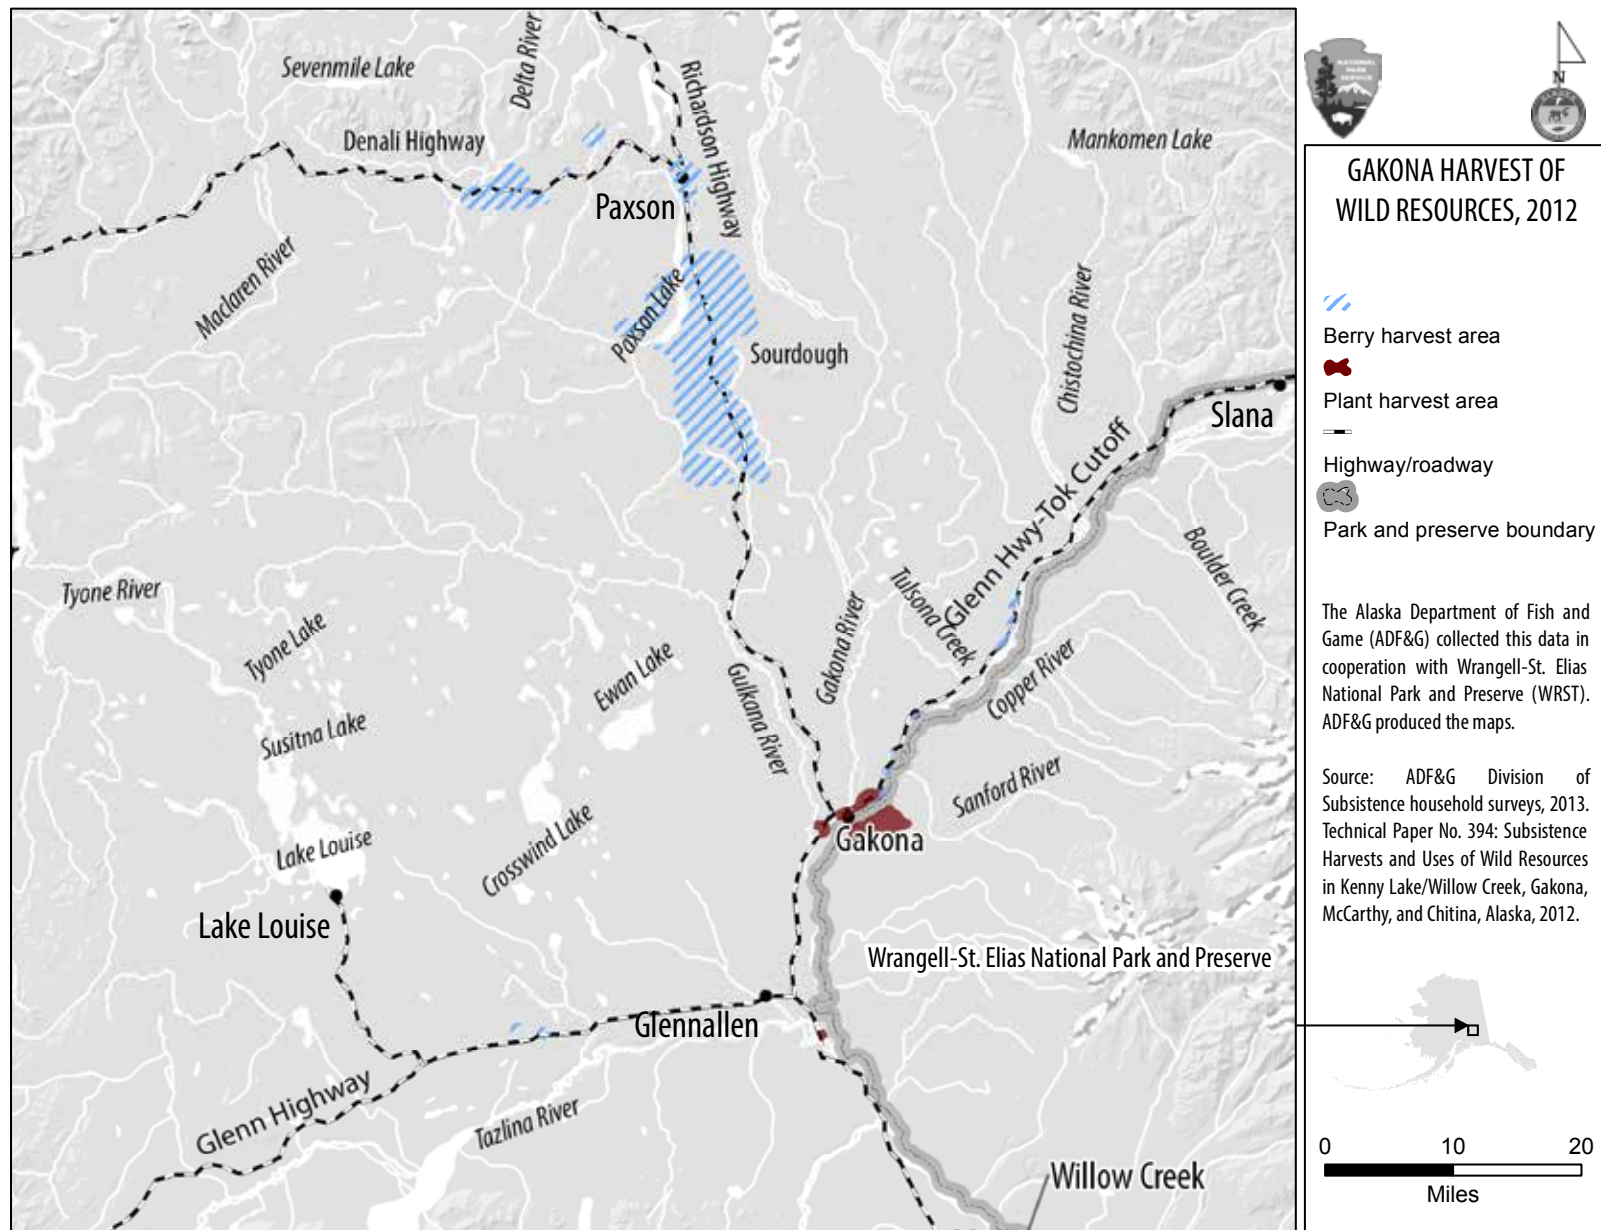 Sevenmile Lake
Delta River
Richardson Highway
Denali Highway
Mankomen Lake
Paxson
Maclaren River
Paxson Lake
Sourdough
Chistochina River
Slana
Glenn Hwy-Tok Cutoff
Boulder Creek
Tyone River
Tyone Lake
Tulsona Creek
Gakona River
Ewan Lake
Gulkana River
Copper River
Susitna Lake
Sanford River
Crosswind Lake
Gakona
Lake Louise
Lake Louise
Wrangell-St. Elias National Park and Preserve
Glennallen
Glenn Highway
Tazlina River
Willow Creek
NATIONAL
PARK
SERVICE
N
GAKONA HARVEST OF
WILD RESOURCES, 2012
Berry harvest area
Plant harvest area
Highway/roadway
Park and preserve boundary
The Alaska Department of Fish and
Game (ADF&G) collected this data in
cooperation with Wrangell-St. Elias
National Park and Preserve (WRST).
ADF&G produced the maps.
Source: ADF&G Division of
Subsistence household surveys, 2013.
Technical Paper No. 394: Subsistence
Harvests and Uses of Wild Resources
in Kenny Lake/Willow Creek, Gakona,
McCarthy, and Chitina, Alaska, 2012.
0 10 20
Miles